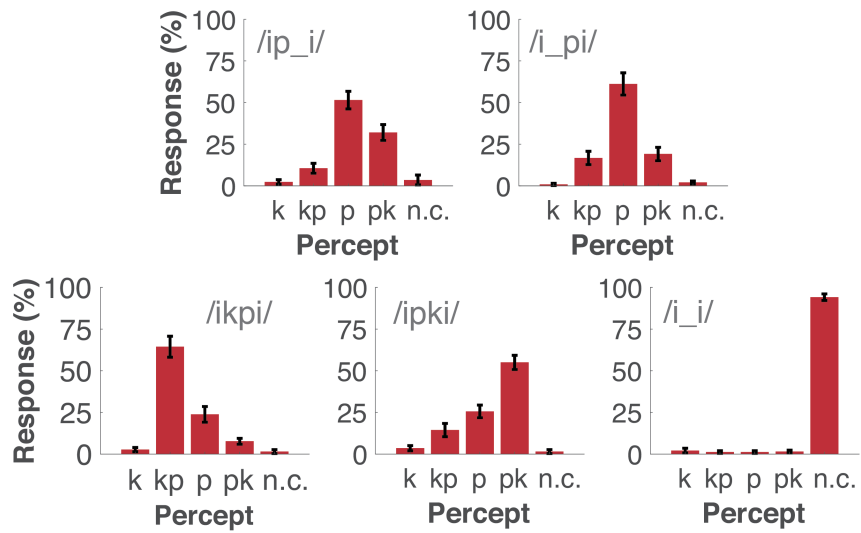 Response (%)
100
75
50
25
0
/ip_i/
k kp p pk n.c.
Percept
100
75
50
25
0
/i_pi/
k kp p pk n.c.
Percept
Response (%)
100
75
50
25
0
/ikpi/
k kp p pk n.c.
Percept
100
75
50
25
0
/ipki/
k kp p pk n.c.
Percept
100
75
50
25
0
/i_i/
k kp p pk n.c.
Percept